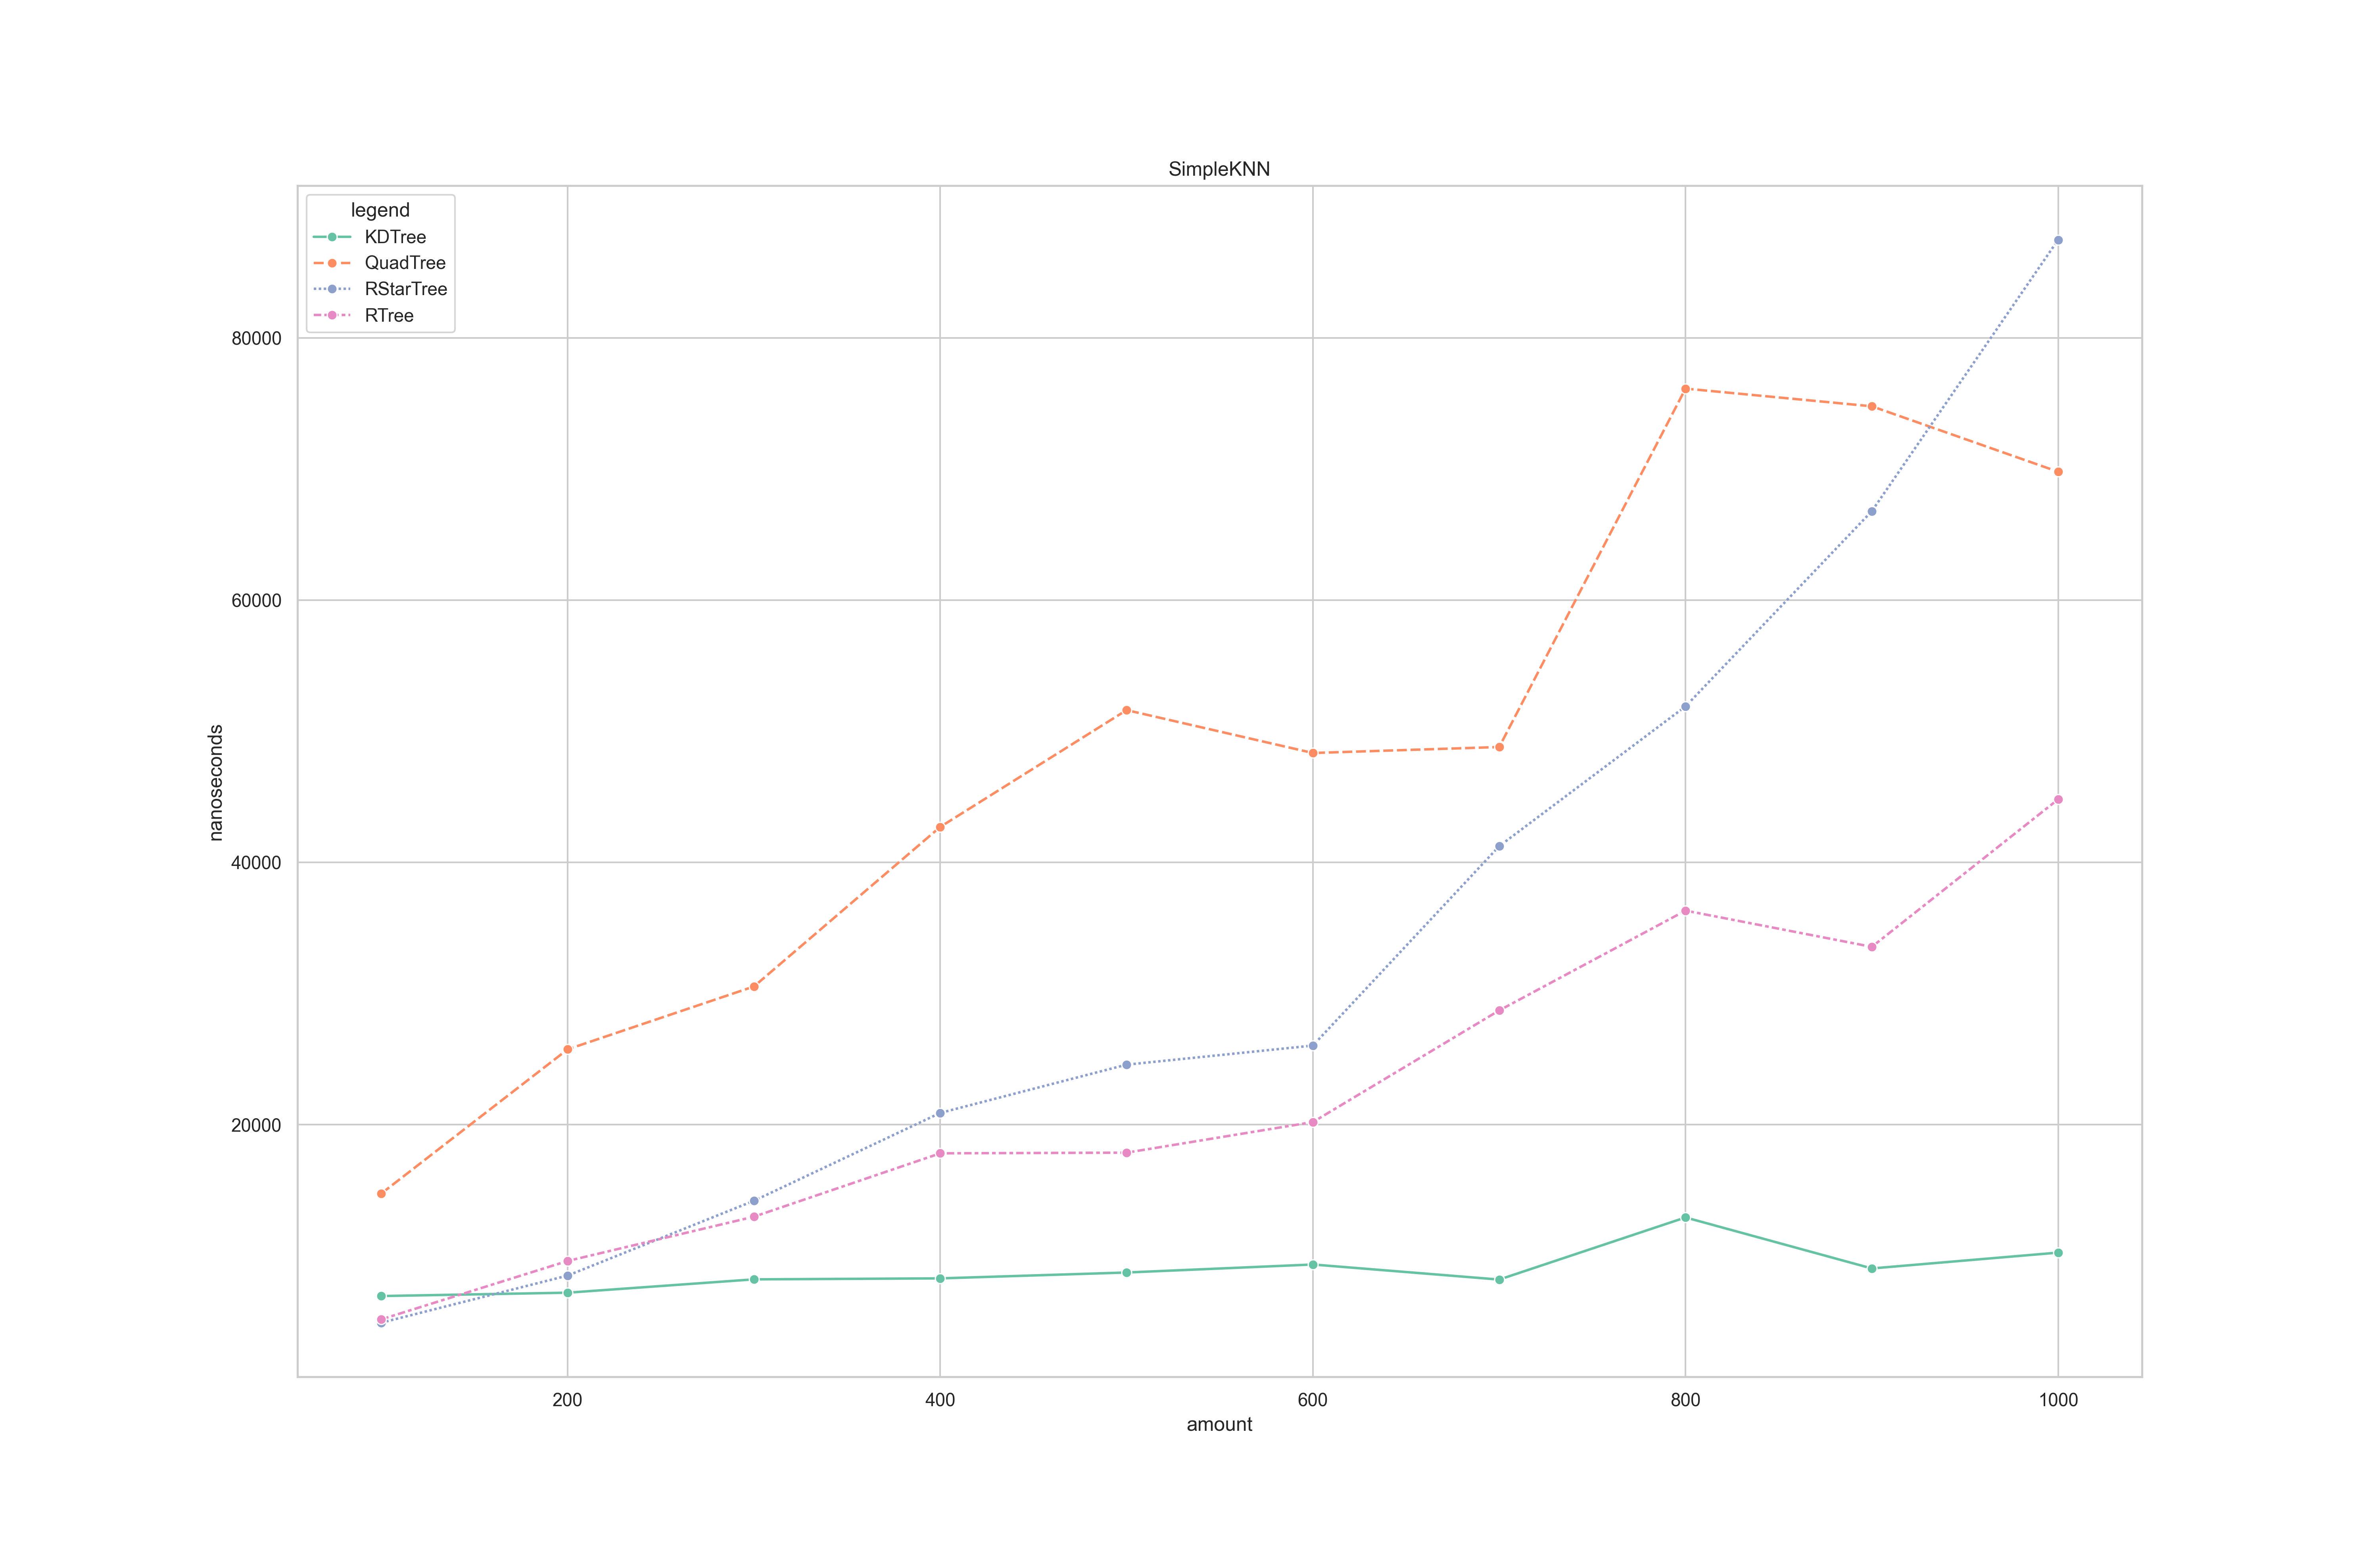 SimpleKNN
legend
KDTree
QuadTree
RStarTree
RTree
80000
60000
40000
20000
nanoseconds
200 400 600 800 1000
amount